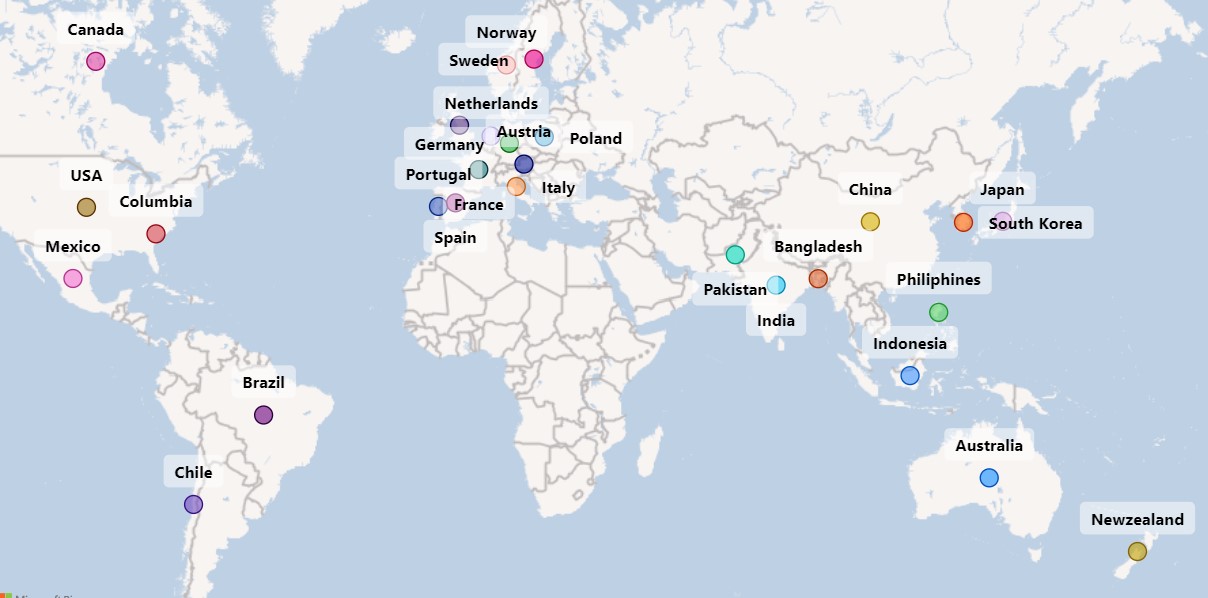 Canada
Norway
Sweden
Netherlands
Austria
Poland
Germany
Portugal
USA
Columbia
Italy
France
China
Japan
South Korea
Mexico
Spain
Bangladesh
Pakistan
Philiphines
India
Indonesia
Brazil
Australia
Chile
Newzealand